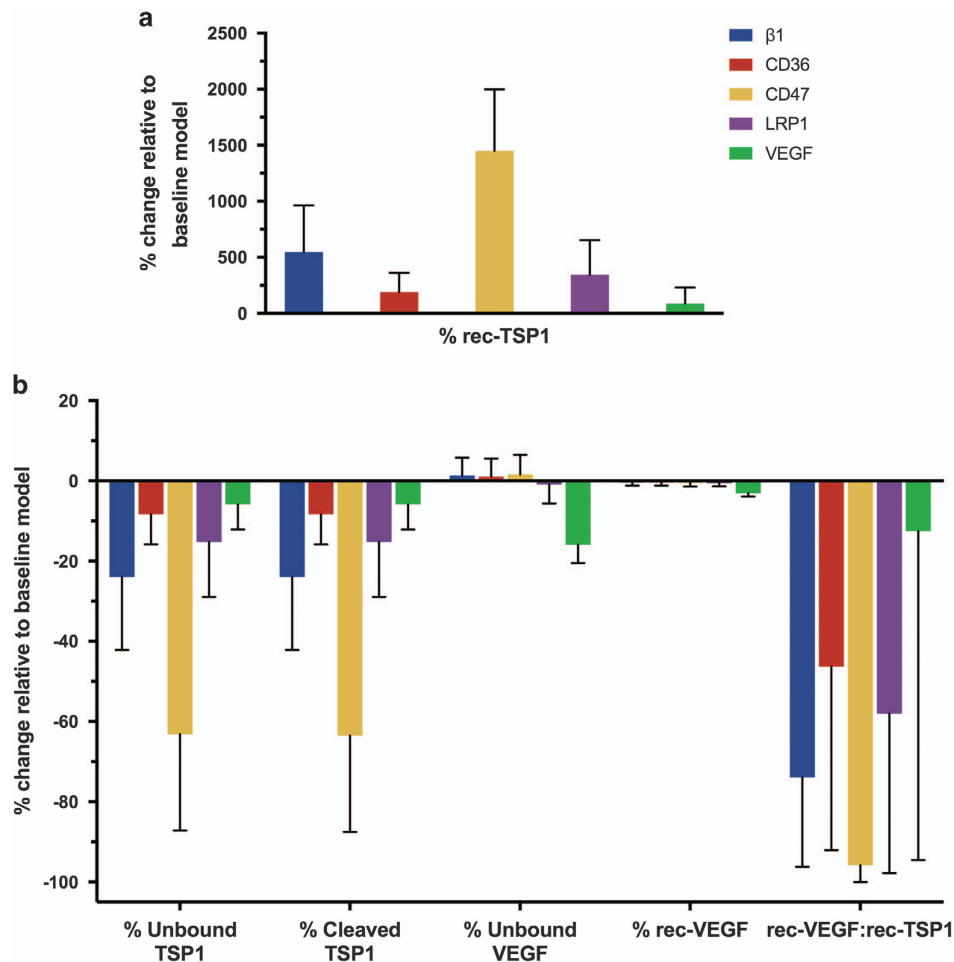 a
% change relative to
baseline model
2500
2000
1500
1000
500
0
% rec-TSP1
β1
CD36
CD47
LRP1
VEGF
b
% change relative to baseline model
20
0
-20
-40
-60
-80
-100
% Unbound
TSP1
% Cleaved
TSP1
% Unbound
VEGF
% rec-VEGF
rec-VEGF:rec-TSP1